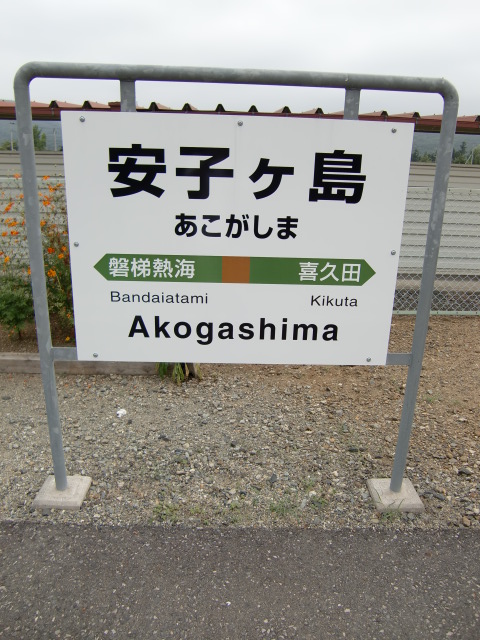 安子ヶ島
あこがしま
磐梯熱海 喜久田
Bandaiatami Kikuta
Akogashima